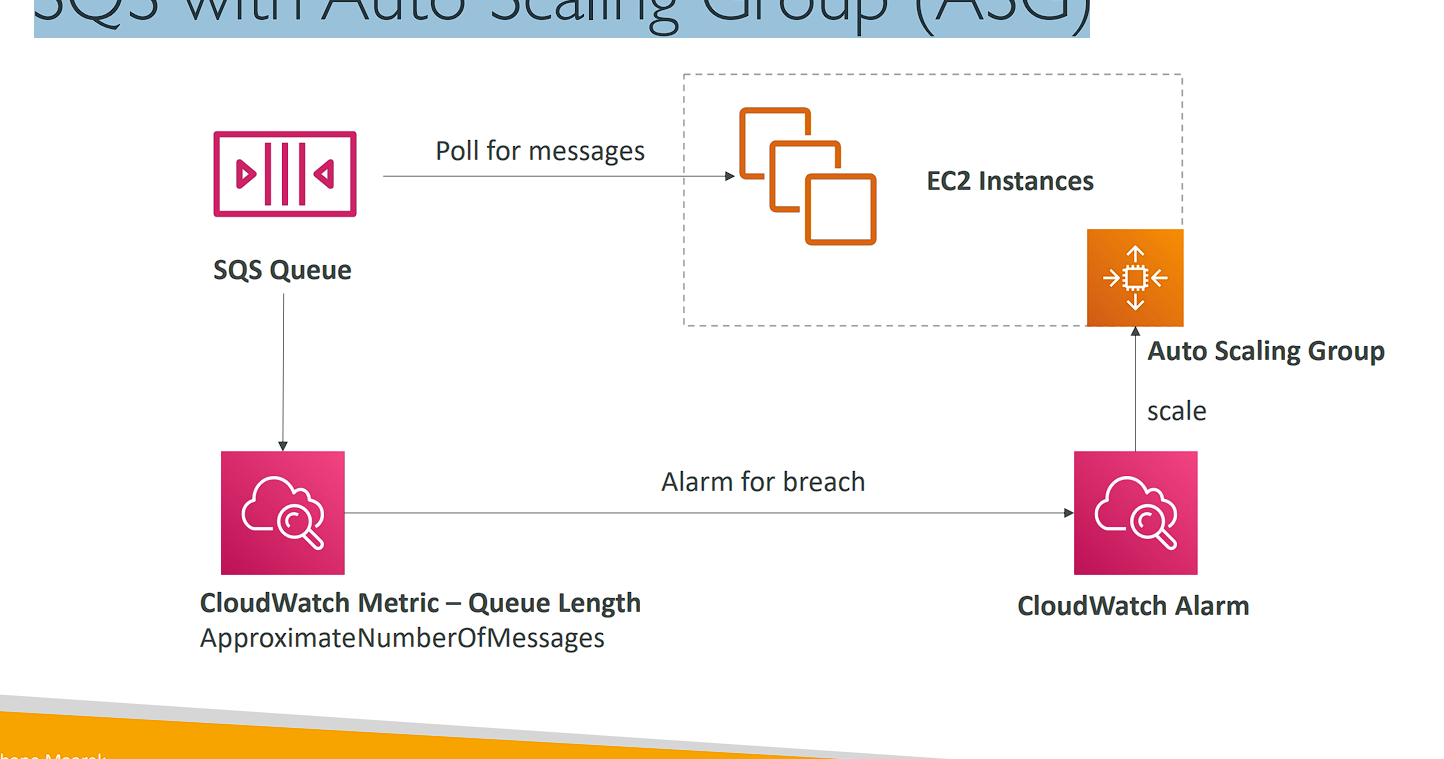 SQS with Auto Scaling Group (ASG)
Poll for messages
EC2 Instances
SQS Queue
Auto Scaling Group
scale
Alarm for breach
CloudWatch Metric – Queue Length
ApproximateNumberOfMessages
CloudWatch Alarm